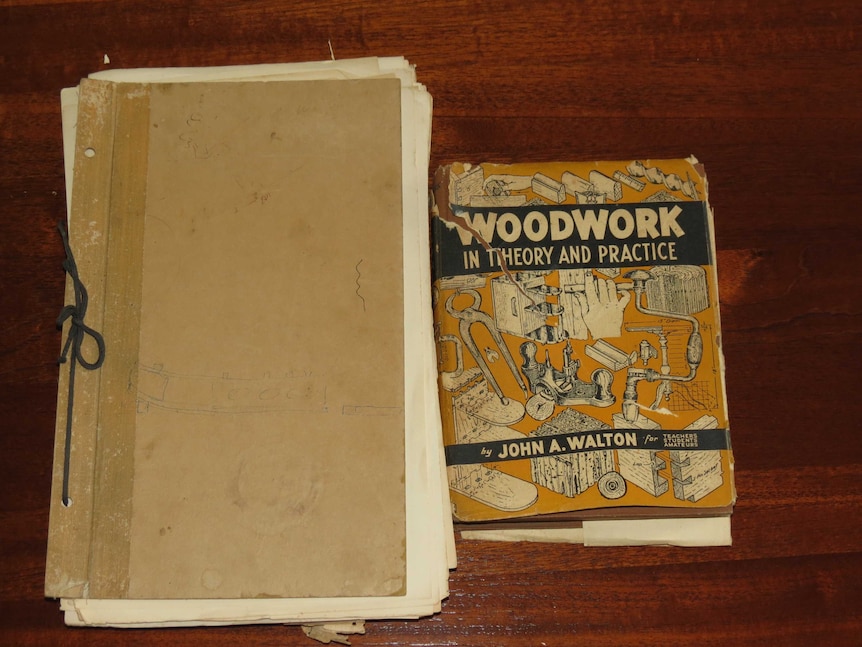 WOODWORK
IN THEORY AND PRACTICE
by JOHN A. WALTON for TEACHERS
STUDENTS
AMATEURS